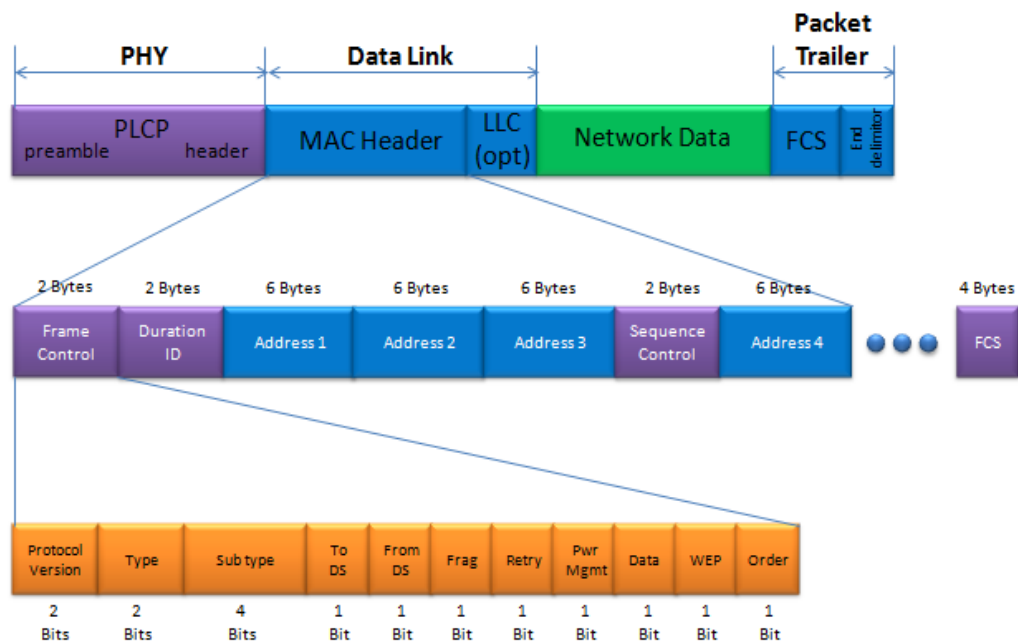 Packet
Trailer
PHY
Data Link
PLCP
preamble header
MAC Header
LLC
(opt)
Network Data
FCS
End
delimitor
2 Bytes
2 Bytes
6 Bytes
6 Bytes
6 Bytes
2 Bytes
6 Bytes
4 Bytes
Frame
Control
Duration
ID
Address 1
Address 2
Address 3
Sequence
Control
Address 4
FCS
Protocol
Version
Type
Sub type
To
DS
From
DS
Frag
Retry
Pwr
Mgmt
Data
WEP
Order
2
Bits
2
Bits
4
Bits
1
Bit
1
Bit
1
Bit
1
Bit
1
Bit
1
Bit
1
Bit
1
Bit